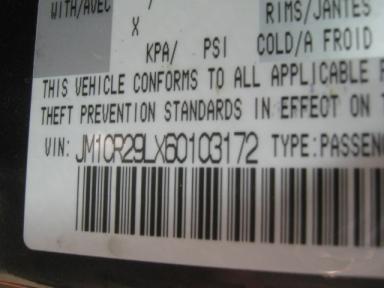 WITH/AVEC / RIMS/JANTES
X
KPA/ PSI COLD/A FROID
THIS VEHICLE CONFORMS TO ALL APPLICABLE
THEFT PREVENTION STANDARDS IN EFFECT ON
VIN: JM1CR29LX60103172 TYPE:PASSEN